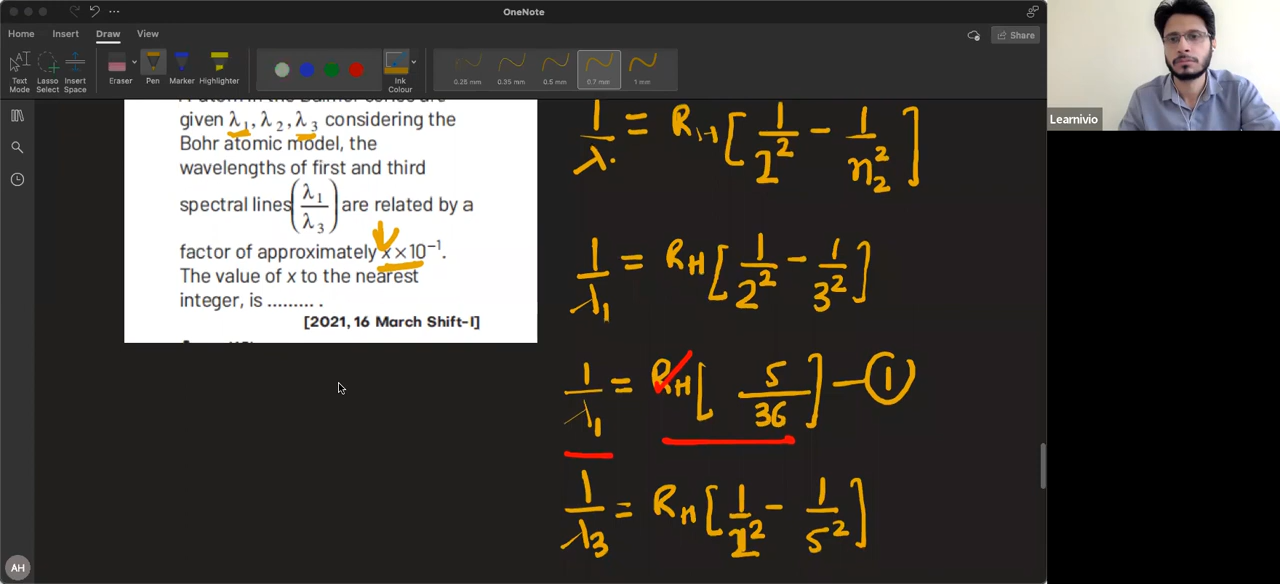 OneNote
Home Insert Draw View
Share
Text Mode
Lasso Select
Insert Space
Eraser
Pen
Marker
Highlighter
Ink Colour
0.25 mm
0.35 mm
0.5 mm
0.7 mm
1 mm
Learnivio
given λ₁, λ₂, λ₃ considering the
Bohr atomic model, the
wavelengths of first and third
spectral lines (λ₁/λ₃) are related by a
factor of approximately x × 10⁻¹.
The value of x to the nearest
integer, is ......... .
[2021, 16 March Shift-I]
1/λ = R_H [1/2² − 1/n₂²]
1/λ₁ = R_H [1/2² − 1/3²]
1/λ₁ = R_H [5/36] — ①
1/λ₃ = R_H [1/2² − 1/5²]
AH